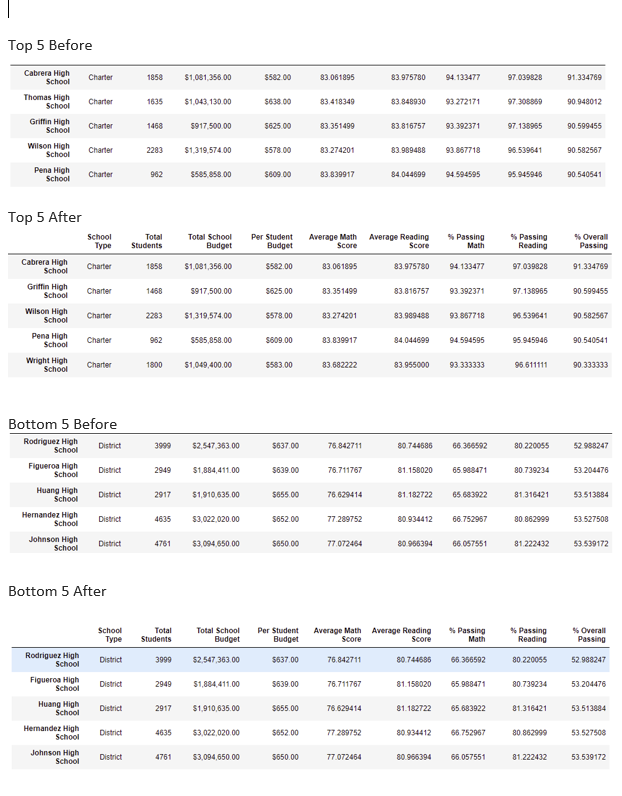 Top 5 Before
Cabrera High School Charter 1858 $1,081,356.00 $582.00 83.061895 83.975780 94.133477 97.039828 91.334769
Thomas High School Charter 1635 $1,043,130.00 $638.00 83.418349 83.848930 93.272171 97.308869 90.948012
Griffin High School Charter 1468 $917,500.00 $625.00 83.351499 83.816757 93.392371 97.138965 90.599455
Wilson High School Charter 2283 $1,319,574.00 $578.00 83.274201 83.989488 93.867718 96.539641 90.582567
Pena High School Charter 962 $585,858.00 $609.00 83.839917 84.044699 94.594595 95.945946 90.540541
Top 5 After
School Type Total Students Total School Budget Per Student Budget Average Math Score Average Reading Score % Passing Math % Passing Reading % Overall Passing
Cabrera High School Charter 1858 $1,081,356.00 $582.00 83.061895 83.975780 94.133477 97.039828 91.334769
Griffin High School Charter 1468 $917,500.00 $625.00 83.351499 83.816757 93.392371 97.138965 90.599455
Wilson High School Charter 2283 $1,319,574.00 $578.00 83.274201 83.989488 93.867718 96.539641 90.582567
Pena High School Charter 962 $585,858.00 $609.00 83.839917 84.044699 94.594595 95.945946 90.540541
Wright High School Charter 1800 $1,049,400.00 $583.00 83.682222 83.955000 93.333333 96.611111 90.333333
Bottom 5 Before
Rodriguez High School District 3999 $2,547,363.00 $637.00 76.842711 80.744686 66.366592 80.220055 52.988247
Figueroa High School District 2949 $1,884,411.00 $639.00 76.711767 81.158020 65.988471 80.739234 53.204476
Huang High School District 2917 $1,910,635.00 $655.00 76.629414 81.182722 65.683922 81.316421 53.513884
Hernandez High School District 4635 $3,022,020.00 $652.00 77.289752 80.934412 66.752967 80.862999 53.527508
Johnson High School District 4761 $3,094,650.00 $650.00 77.072464 80.966394 66.057551 81.222432 53.539172
Bottom 5 After
School Type Total Students Total School Budget Per Student Budget Average Math Score Average Reading Score % Passing Math % Passing Reading % Overall Passing
Rodriguez High School District 3999 $2,547,363.00 $637.00 76.842711 80.744686 66.366592 80.220055 52.988247
Figueroa High School District 2949 $1,884,411.00 $639.00 76.711767 81.158020 65.988471 80.739234 53.204476
Huang High School District 2917 $1,910,635.00 $655.00 76.629414 81.182722 65.683922 81.316421 53.513884
Hernandez High School District 4635 $3,022,020.00 $652.00 77.289752 80.934412 66.752967 80.862999 53.527508
Johnson High School District 4761 $3,094,650.00 $650.00 77.072464 80.966394 66.057551 81.222432 53.539172